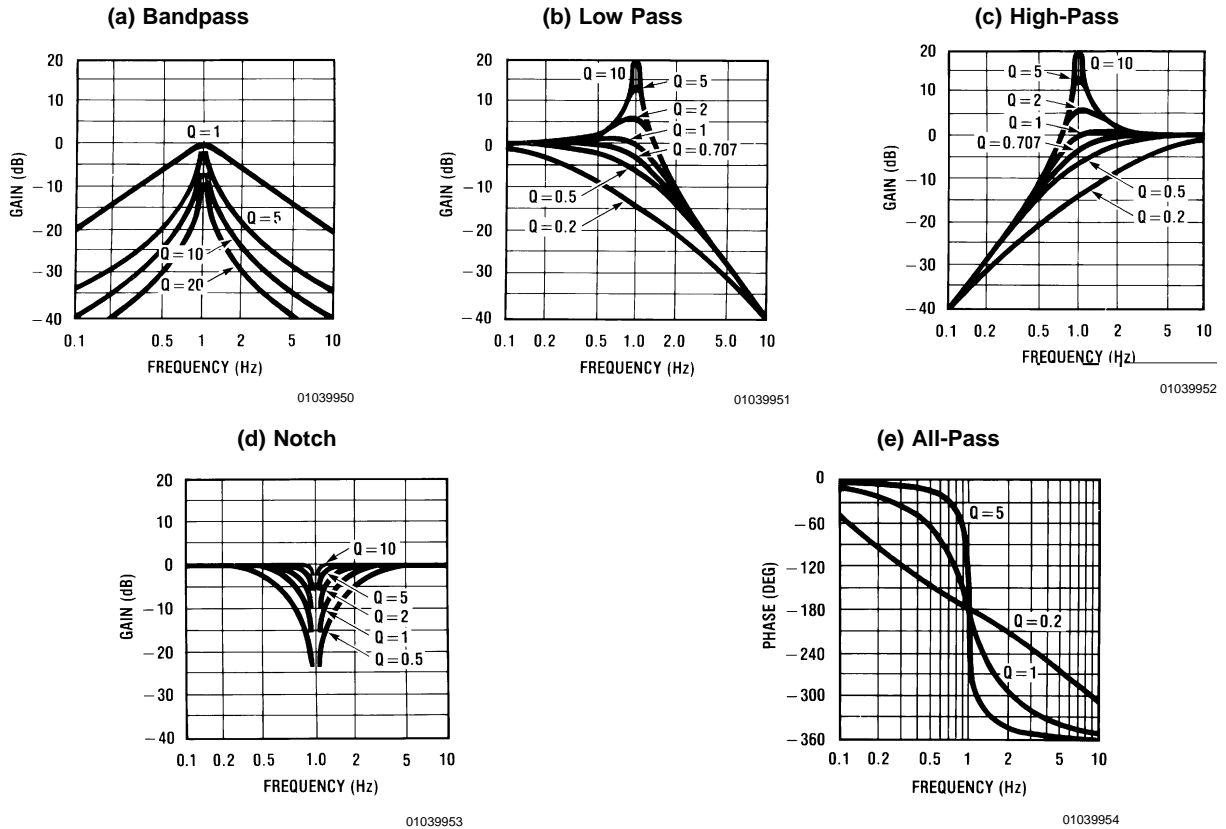 (a) Bandpass
20
10
0
−10
−20
−30
−40
GAIN (dB)
Q=1
Q=5
Q=10
Q=20
0.1
0.5
1
2
5
10
FREQUENCY (Hz)
01039950
(b) Low Pass
20
10
0
−10
−20
−30
−40
GAIN (dB)
Q=10
Q=5
Q=2
Q=1
Q=0.707
Q=0.5
Q=0.2
0.1
0.2
0.5
1.0
2
5.0
10
FREQUENCY (Hz)
01039951
(c) High-Pass
20
10
0
−10
−20
−30
−40
GAIN (dB)
Q=10
Q=5
Q=2
Q=1
Q=0.707
Q=0.5
Q=0.2
0.1
0.2
0.5
1.0
2
5
10
FREQUENCY (Hz)
01039952
(d) Notch
20
10
0
−10
−20
−30
−40
GAIN (dB)
Q=10
Q=5
Q=2
Q=1
Q=0.5
0.1
0.2
0.5
1.0
2
5
10
FREQUENCY (Hz)
01039953
(e) All-Pass
0
−60
−120
−180
−240
−300
−360
PHASE (DEG)
Q=5
Q=0.2
Q=1
0.1
0.2
0.5
1
2
5
10
FREQUENCY (Hz)
01039954